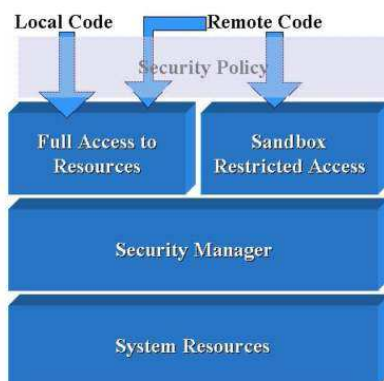 Local Code
Remote Code
Security Policy
Full Access to
Resources
Sandbox
Restricted Access
Security Manager
System Resources